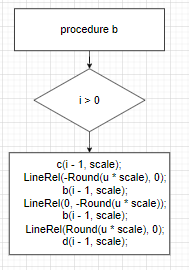 procedure b
i > 0
c(i - 1, scale);
LineRel(-Round(u * scale), 0);
b(i - 1, scale);
LineRel(0, -Round(u * scale));
b(i - 1, scale);
LineRel(Round(u * scale), 0);
d(i - 1, scale);